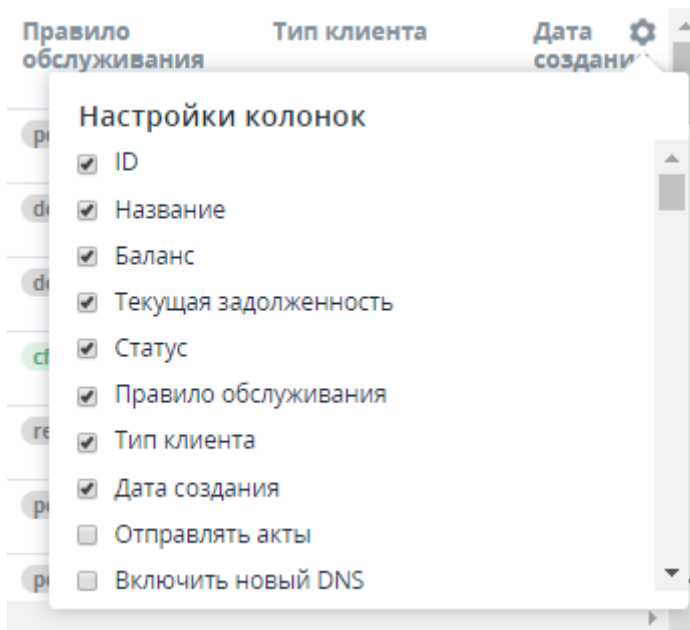 Правило Тип клиента Дата
обслуживания
Настройки колонок
ID
Название
Баланс
Текущая задолженность
Статус
Правило обслуживания
Тип клиента
Дата создания
Отправлять акты
Включить новый DNS